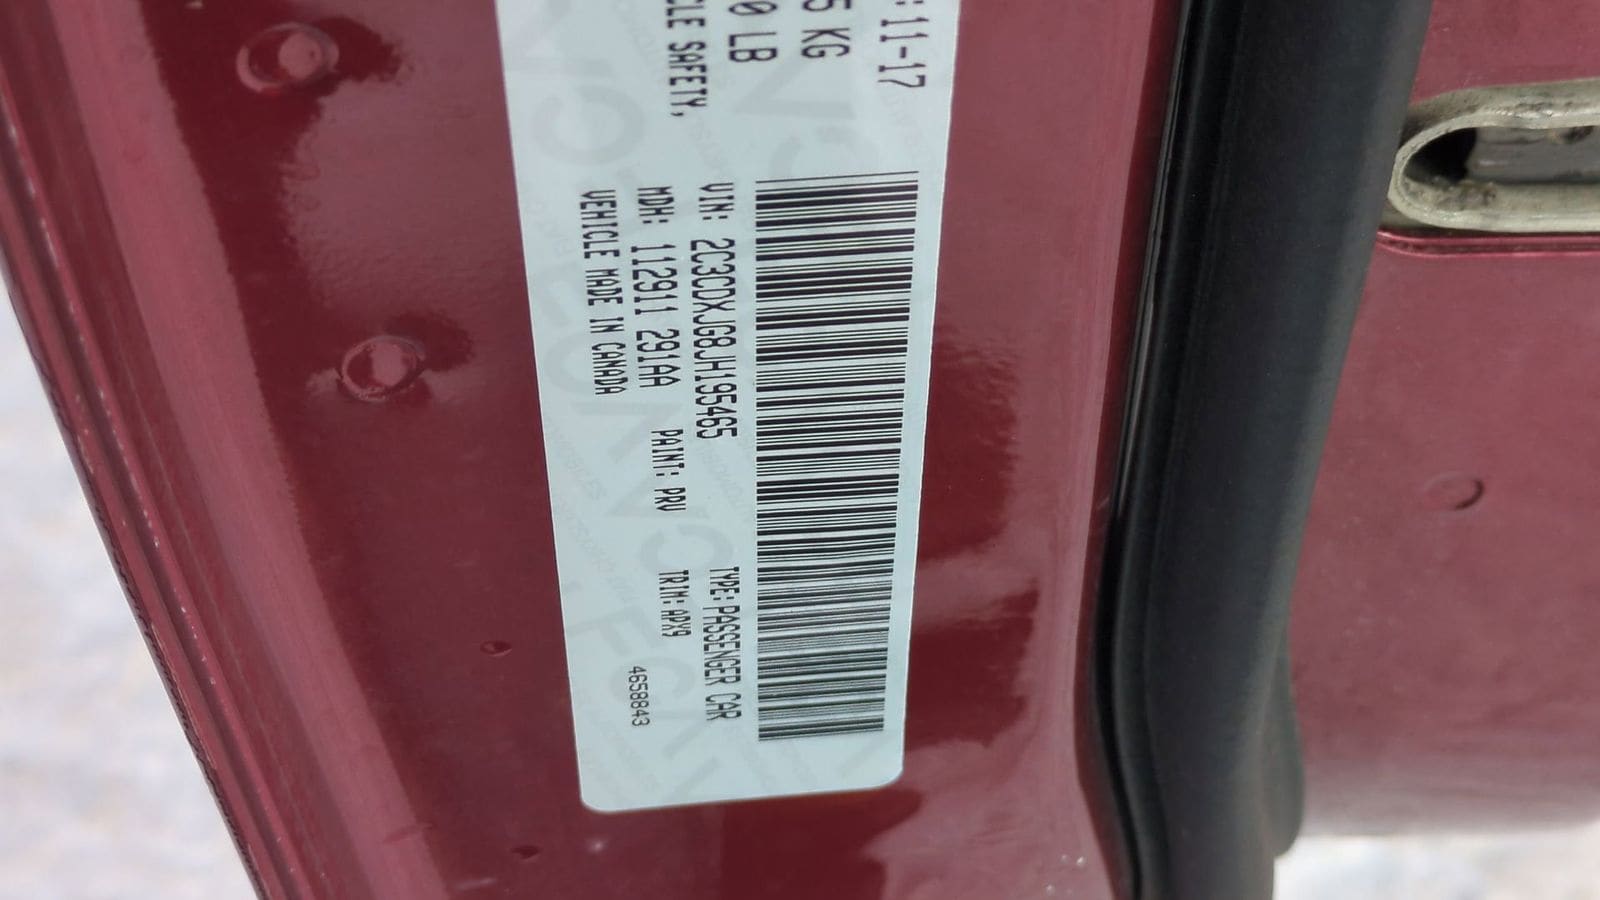 :11-17
5 KG
0 LB
CLE SAFETY,
VIN: 2C3CDXJG8JH195465
TYPE: PASSENGER CAR
MDH: 112911 291AA
PAINT: PRV
TRIM: APX9
VEHICLE MADE IN CANADA
4658843